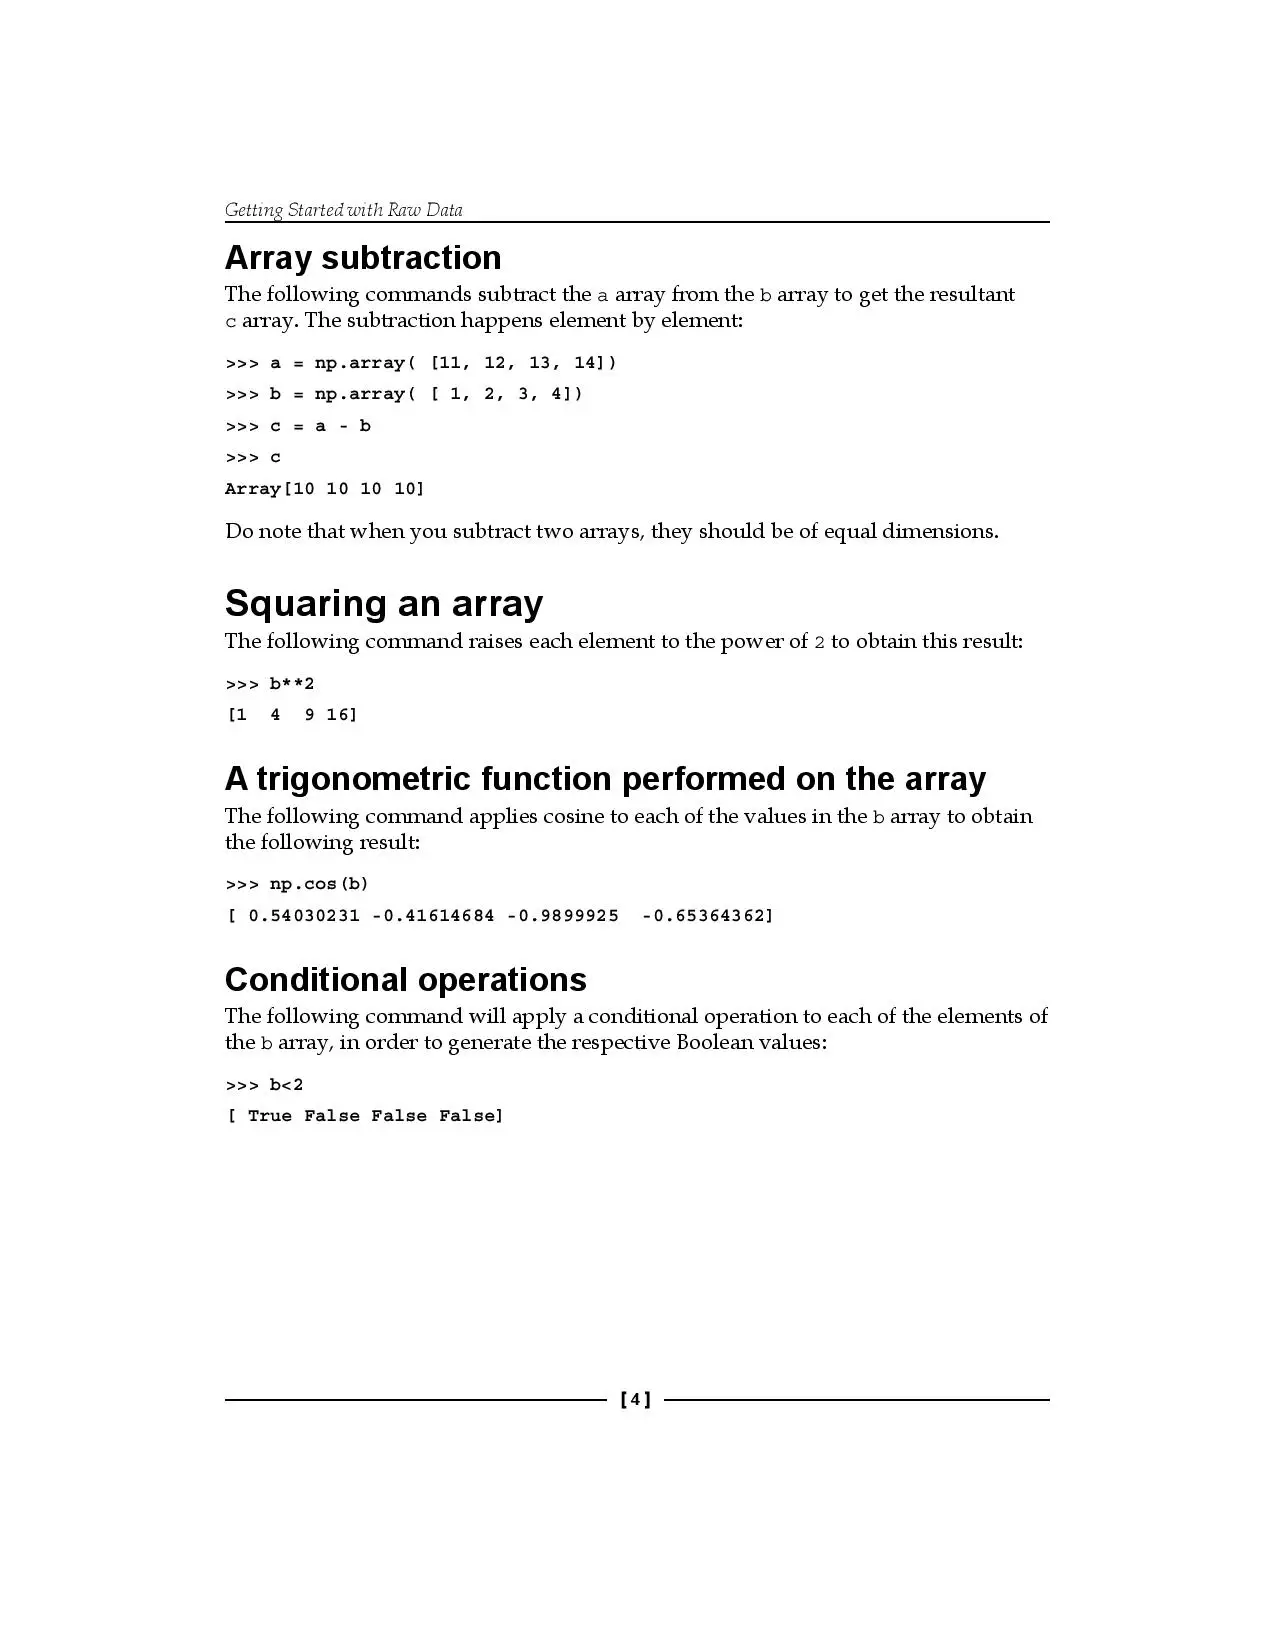 Getting Started with Raw Data
Array subtraction
The following commands subtract the a array from the b array to get the resultant
c array. The subtraction happens element by element:
>>> a = np.array( [11, 12, 13, 14])
>>> b = np.array( [ 1, 2, 3, 4])
>>> c = a - b
>>> c
Array[10 10 10 10]
Do note that when you subtract two arrays, they should be of equal dimensions.
Squaring an array
The following command raises each element to the power of 2 to obtain this result:
>>> b**2
[1  4  9 16]
A trigonometric function performed on the array
The following command applies cosine to each of the values in the b array to obtain
the following result:
>>> np.cos(b)
[ 0.54030231 -0.41614684 -0.9899925  -0.65364362]
Conditional operations
The following command will apply a conditional operation to each of the elements of
the b array, in order to generate the respective Boolean values:
>>> b<2
[ True False False False]
[ 4 ]